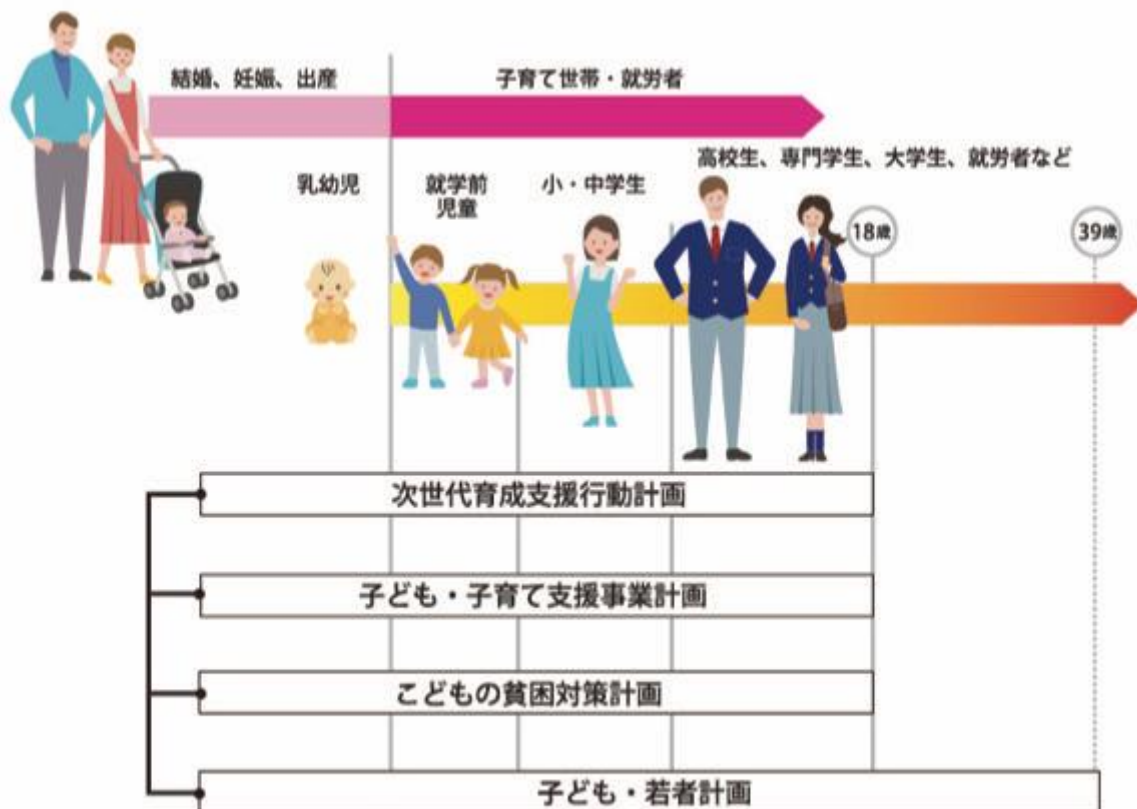 結婚、妊娠、出産
子育て世帯・就労者
高校生、専門学生、大学生、就労者など
乳幼児
就学前
児童
小・中学生
18歳
39歳
次世代育成支援行動計画
子ども・子育て支援事業計画
こどもの貧困対策計画
子ども・若者計画